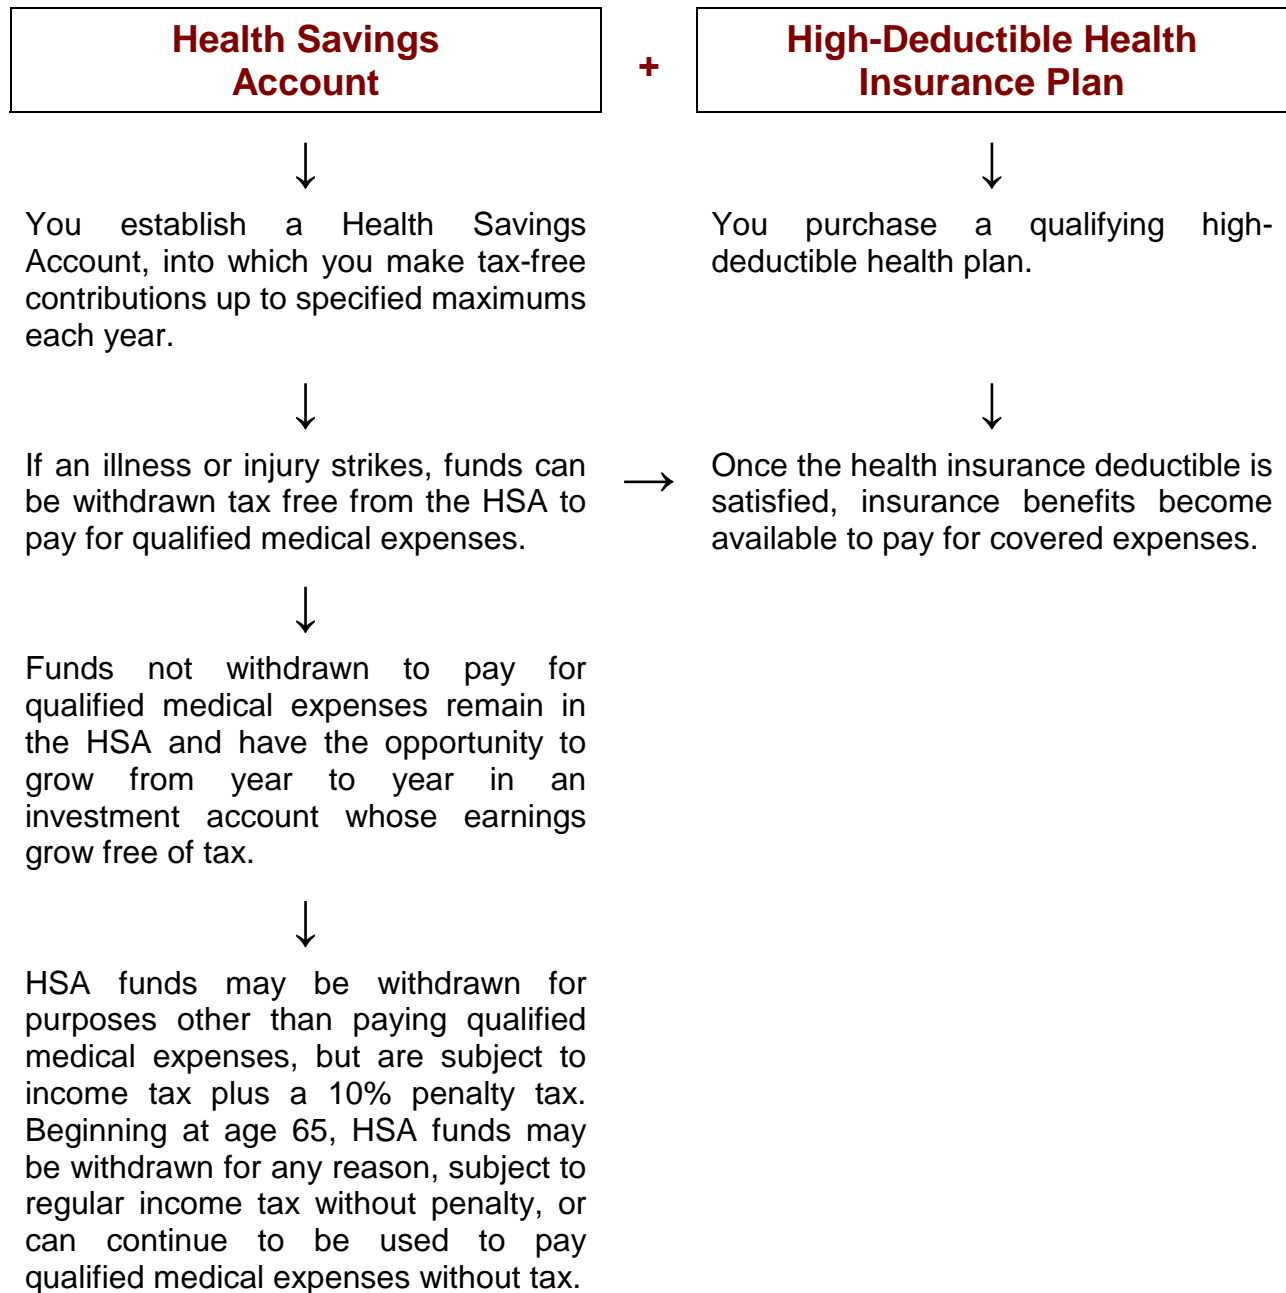 Health Savings
Account
+
High-Deductible Health
Insurance Plan
↓
↓
You establish a Health Savings
Account, into which you make tax-free
contributions up to specified maximums
each year.
You purchase a qualifying high-
deductible health plan.
↓
↓
If an illness or injury strikes, funds can
be withdrawn tax free from the HSA to
pay for qualified medical expenses.
→
Once the health insurance deductible is
satisfied, insurance benefits become
available to pay for covered expenses.
↓
Funds not withdrawn to pay for
qualified medical expenses remain in
the HSA and have the opportunity to
grow from year to year in an
investment account whose earnings
grow free of tax.
↓
HSA funds may be withdrawn for
purposes other than paying qualified
medical expenses, but are subject to
income tax plus a 10% penalty tax.
Beginning at age 65, HSA funds may
be withdrawn for any reason, subject to
regular income tax without penalty, or
can continue to be used to pay
qualified medical expenses without tax.